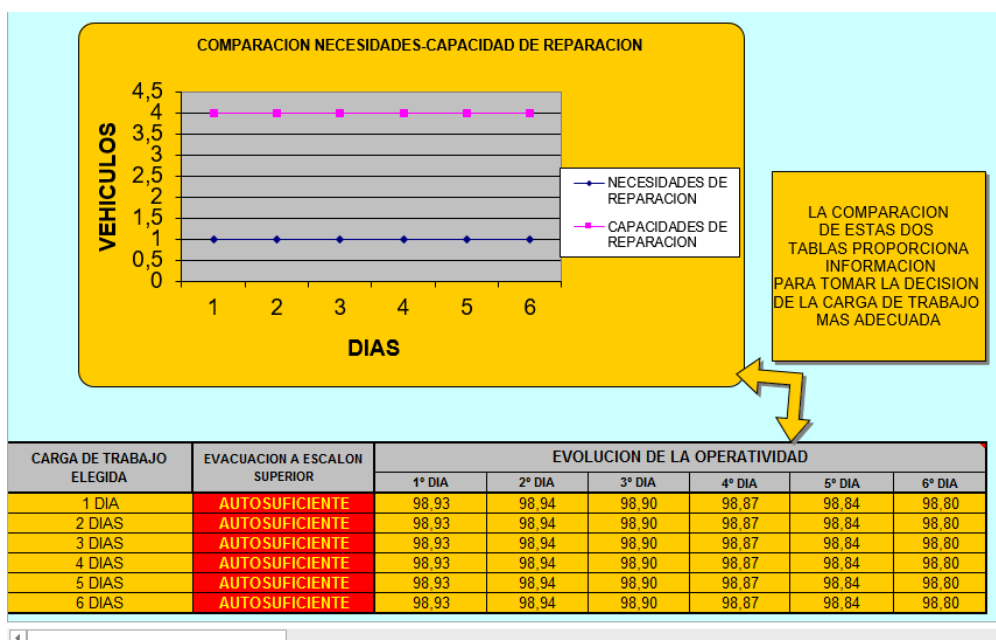 COMPARACION NECESIDADES-CAPACIDAD DE REPARACION
4,5
4
3,5
3
2,5
2
1,5
1
0,5
0
VEHICULOS
1 2 3 4 5 6
DIAS
NECESIDADES DE
REPARACION
CAPACIDADES DE
REPARACION
LA COMPARACION
DE ESTAS DOS
TABLAS PROPORCIONA
INFORMACION
PARA TOMAR LA DECISION
DE LA CARGA DE TRABAJO
MAS ADECUADA
CARGA DE TRABAJO
ELEGIDA
EVACUACION A ESCALON
SUPERIOR
EVOLUCION DE LA OPERATIVIDAD
1º DIA 2º DIA 3º DIA 4º DIA 5º DIA 6º DIA
1 DIA AUTOSUFICIENTE 98,93 98,94 98,90 98,87 98,84 98,80
2 DIAS AUTOSUFICIENTE 98,93 98,94 98,90 98,87 98,84 98,80
3 DIAS AUTOSUFICIENTE 98,93 98,94 98,90 98,87 98,84 98,80
4 DIAS AUTOSUFICIENTE 98,93 98,94 98,90 98,87 98,84 98,80
5 DIAS AUTOSUFICIENTE 98,93 98,94 98,90 98,87 98,84 98,80
6 DIAS AUTOSUFICIENTE 98,93 98,94 98,90 98,87 98,84 98,80